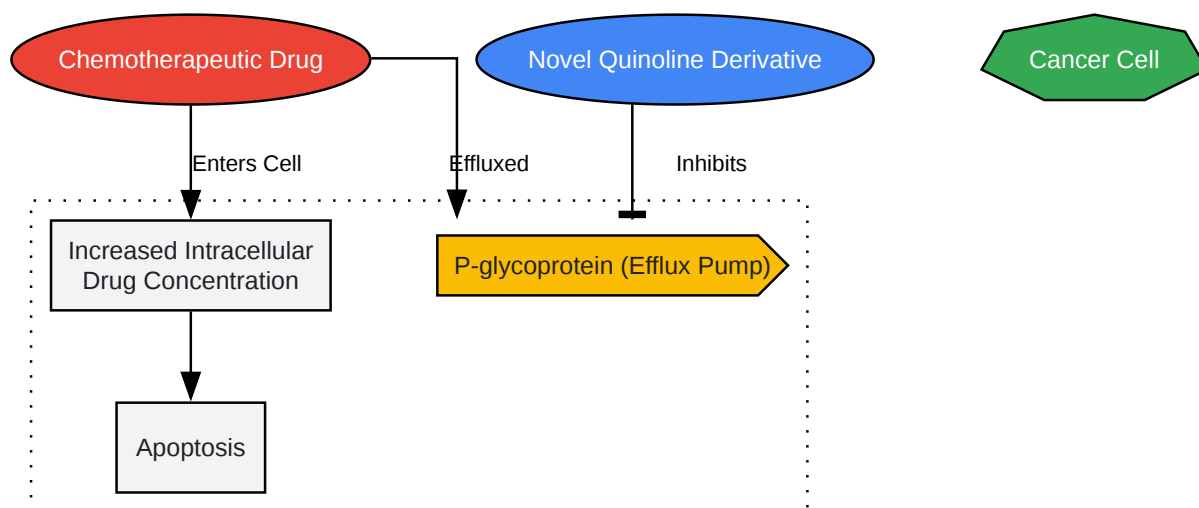 Chemotherapeutic Drug
Novel Quinoline Derivative
Cancer Cell
Enters Cell
Effluxed
Inhibits
Increased Intracellular
Drug Concentration
P-glycoprotein (Efflux Pump)
Apoptosis